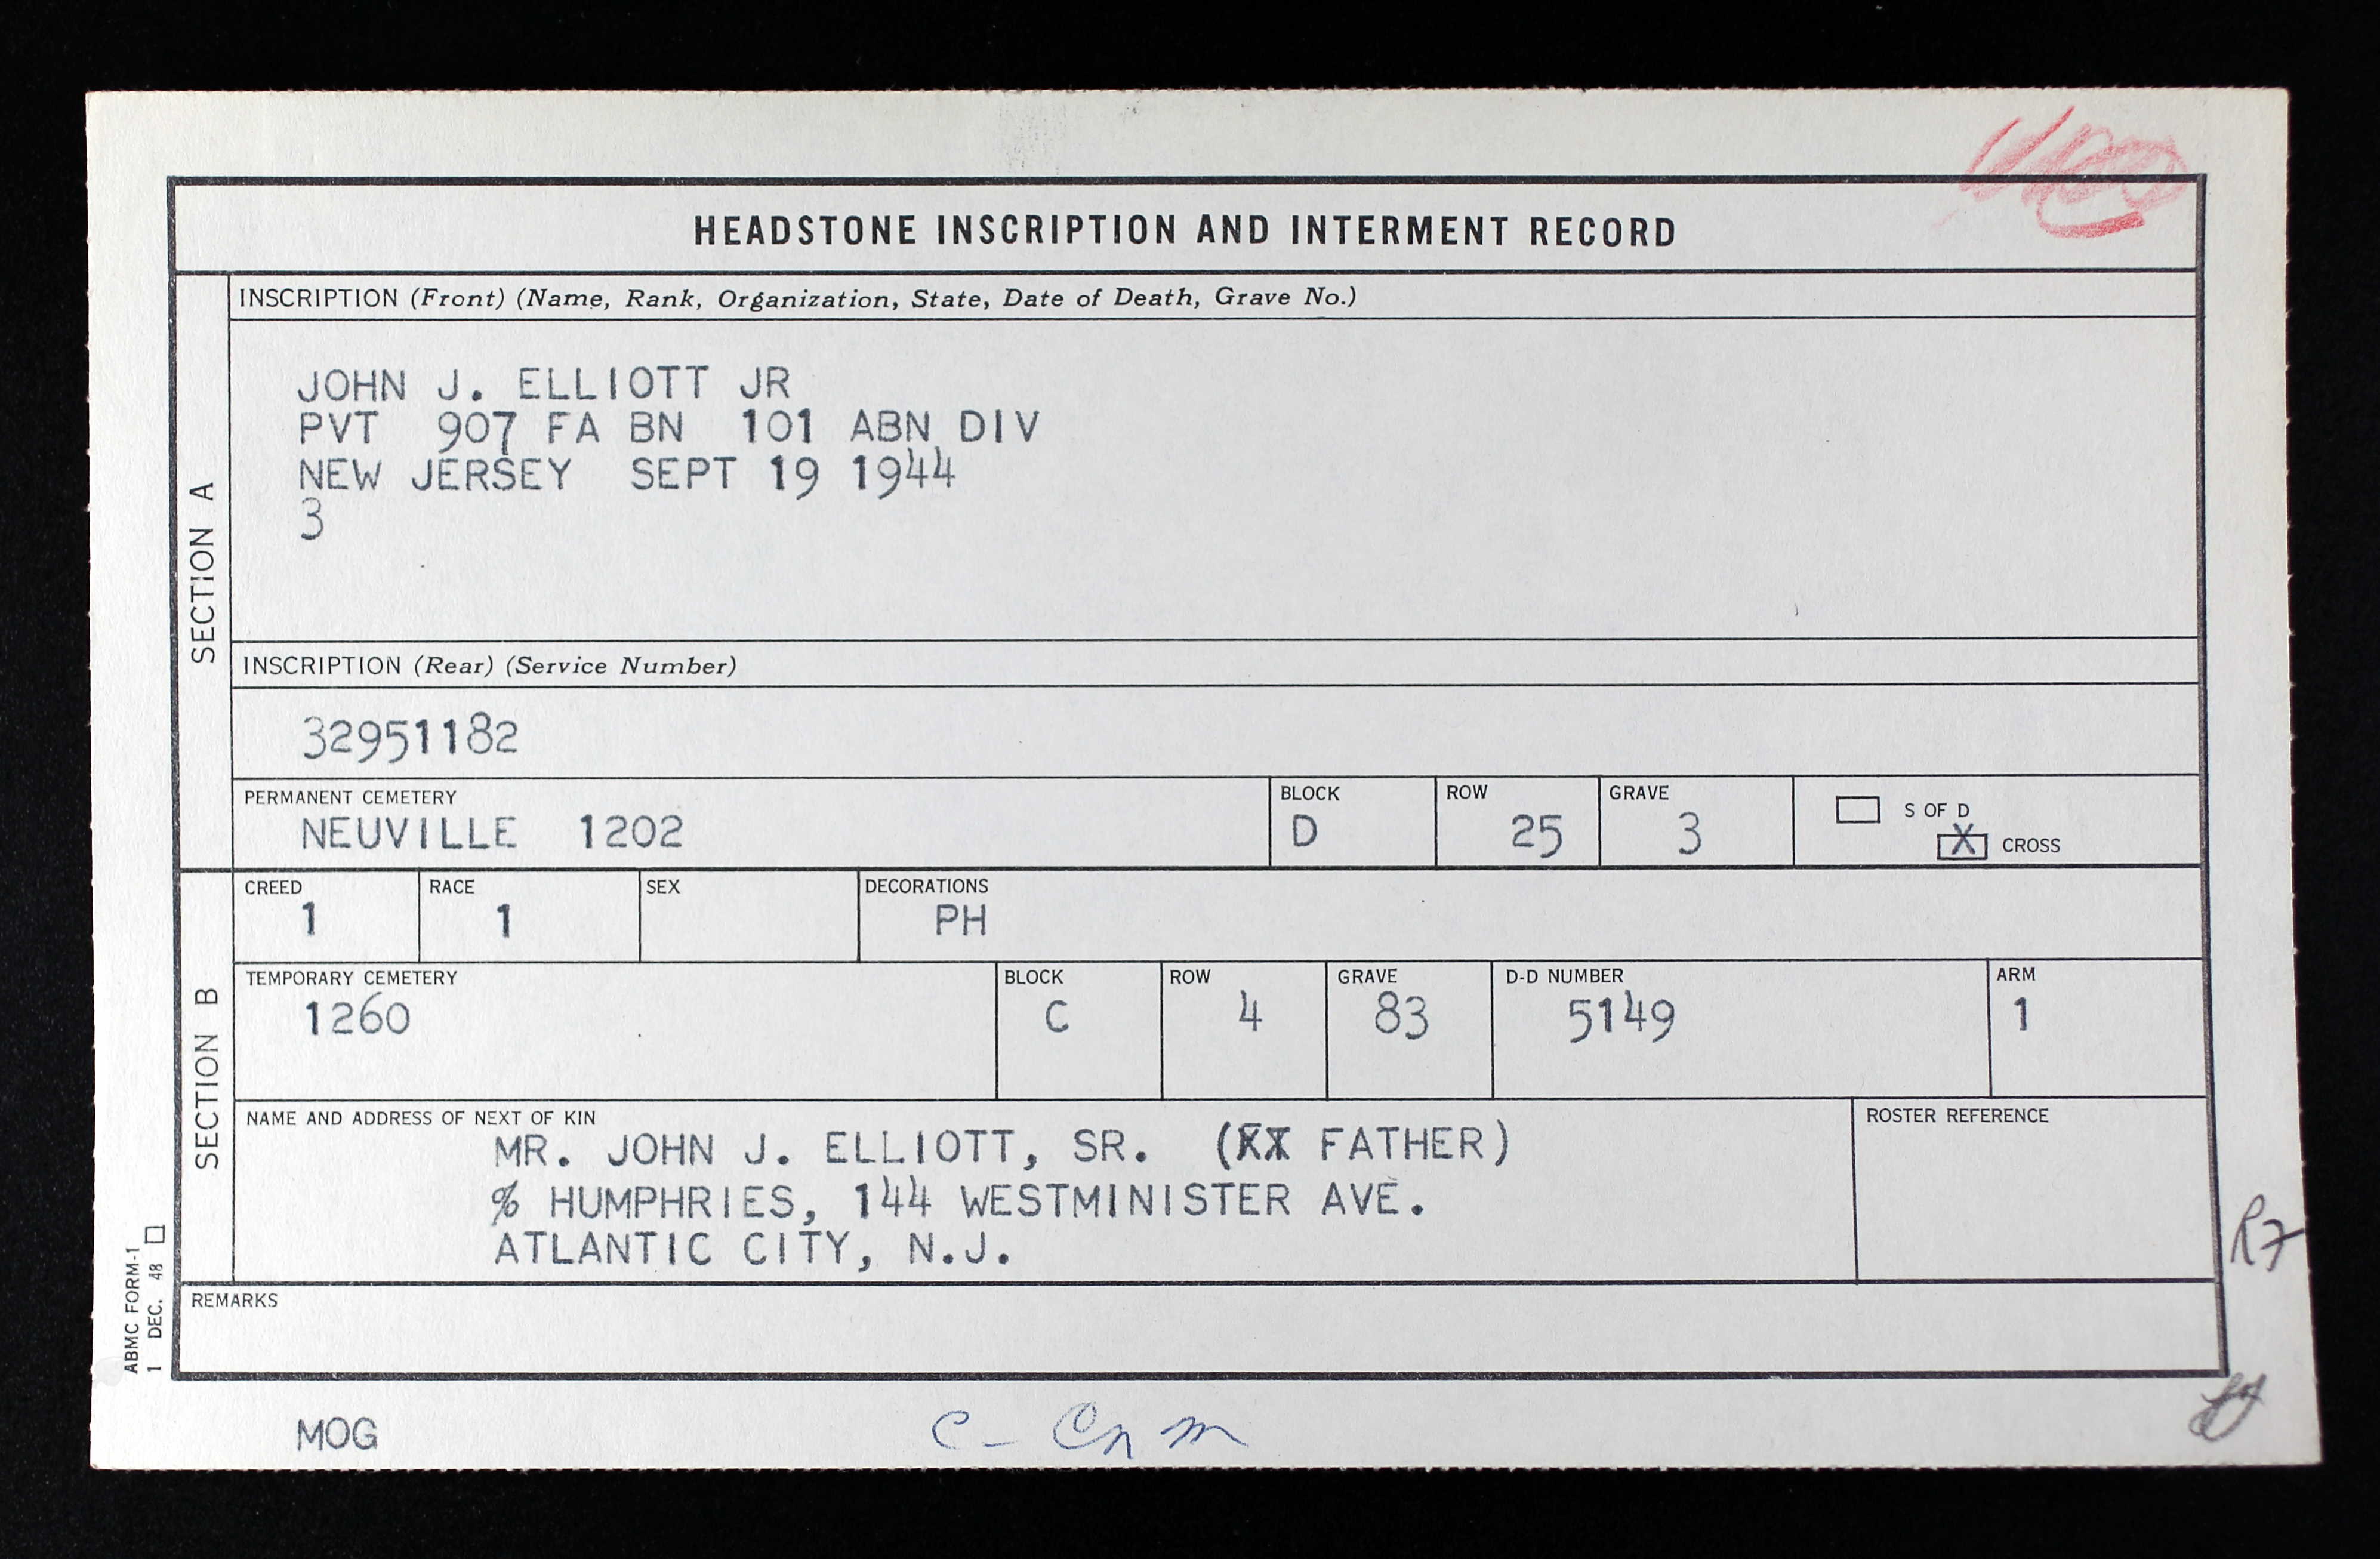 HEADSTONE INSCRIPTION AND INTERMENT RECORD
SECTION A
INSCRIPTION (Front) (Name, Rank, Organization, State, Date of Death, Grave No.)
JOHN J. ELLIOTT JR
PVT 907 FA BN 101 ABN DIV
NEW JERSEY SEPT 19 1944
3
INSCRIPTION (Rear) (Service Number)
32951182
PERMANENT CEMETERY BLOCK ROW GRAVE S OF D
NEUVILLE 1202 D 25 3 X CROSS
SECTION B
CREED RACE SEX DECORATIONS
1 1 PH
TEMPORARY CEMETERY BLOCK ROW GRAVE D-D NUMBER ARM
1260 C 4 83 5149 1
NAME AND ADDRESS OF NEXT OF KIN ROSTER REFERENCE
MR. JOHN J. ELLIOTT, SR. ( FATHER)
% HUMPHRIES, 144 WESTMINISTER AVE.
ATLANTIC CITY, N.J.
REMARKS
ABMC FORM-1
1 DEC. 48
MOG